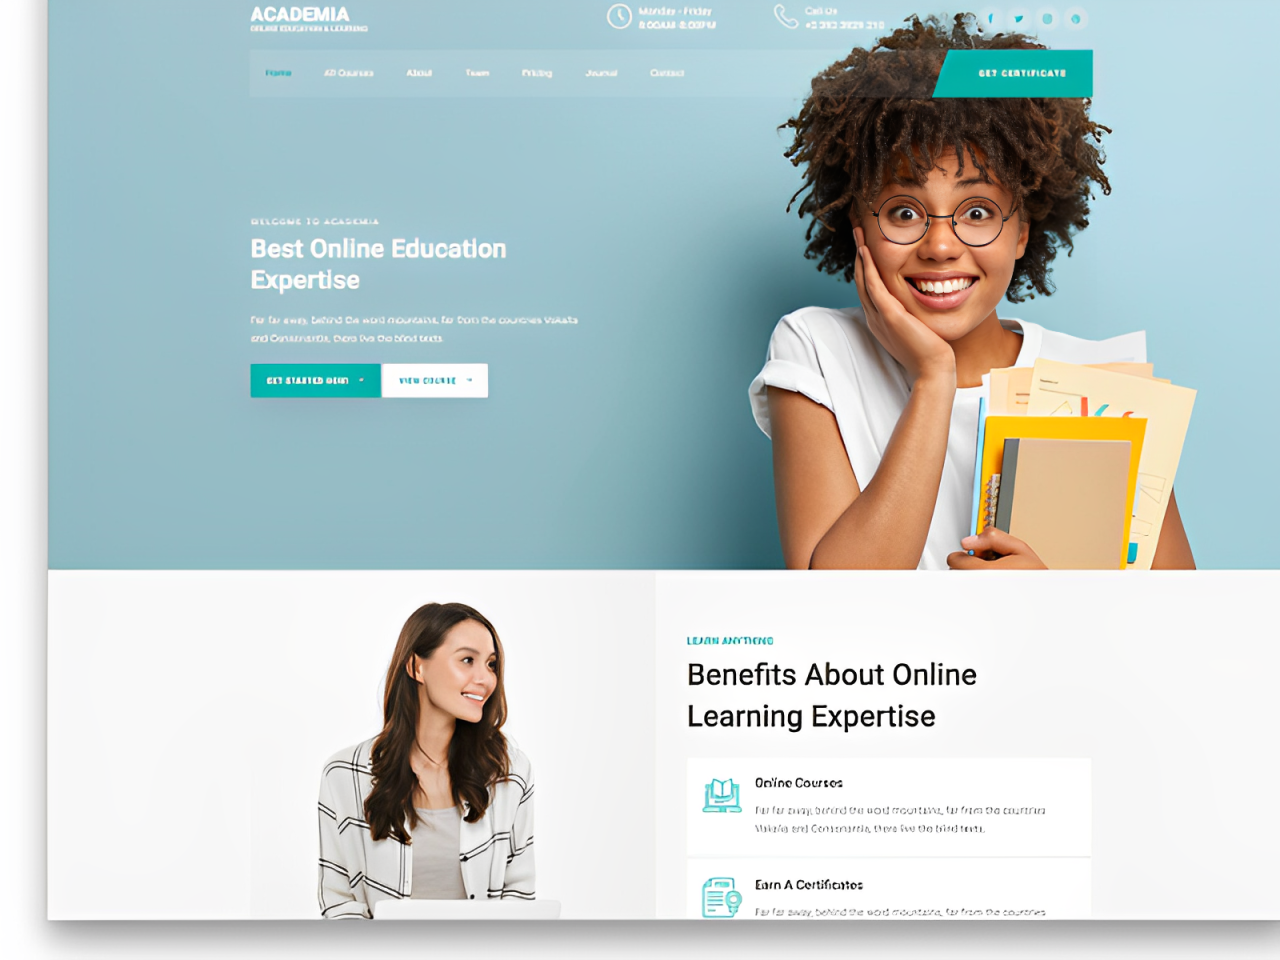 ACADEMIA
ONLINE EDUCATION & LEARNING
Monday - Friday
8:00AM-8:00PM
Call Us
Home All Courses About Team Pricing Journal Contact
GET CERTIFICATE
WELCOME TO ACADEMIA
Best Online Education
Expertise
Far far away, behind the word mountains, far from the countries Vokalia
and Consonantia, there live the blind texts.
GET STARTED NOW!
VIEW COURSE
LEARN ANYTHING
Benefits About Online
Learning Expertise
Online Courses
Far far away, behind the word mountains, far from the countries
Vokalia and Consonantia, there live the blind texts.
Earn A Certificates
Far far away, behind the word mountains, far from the countries